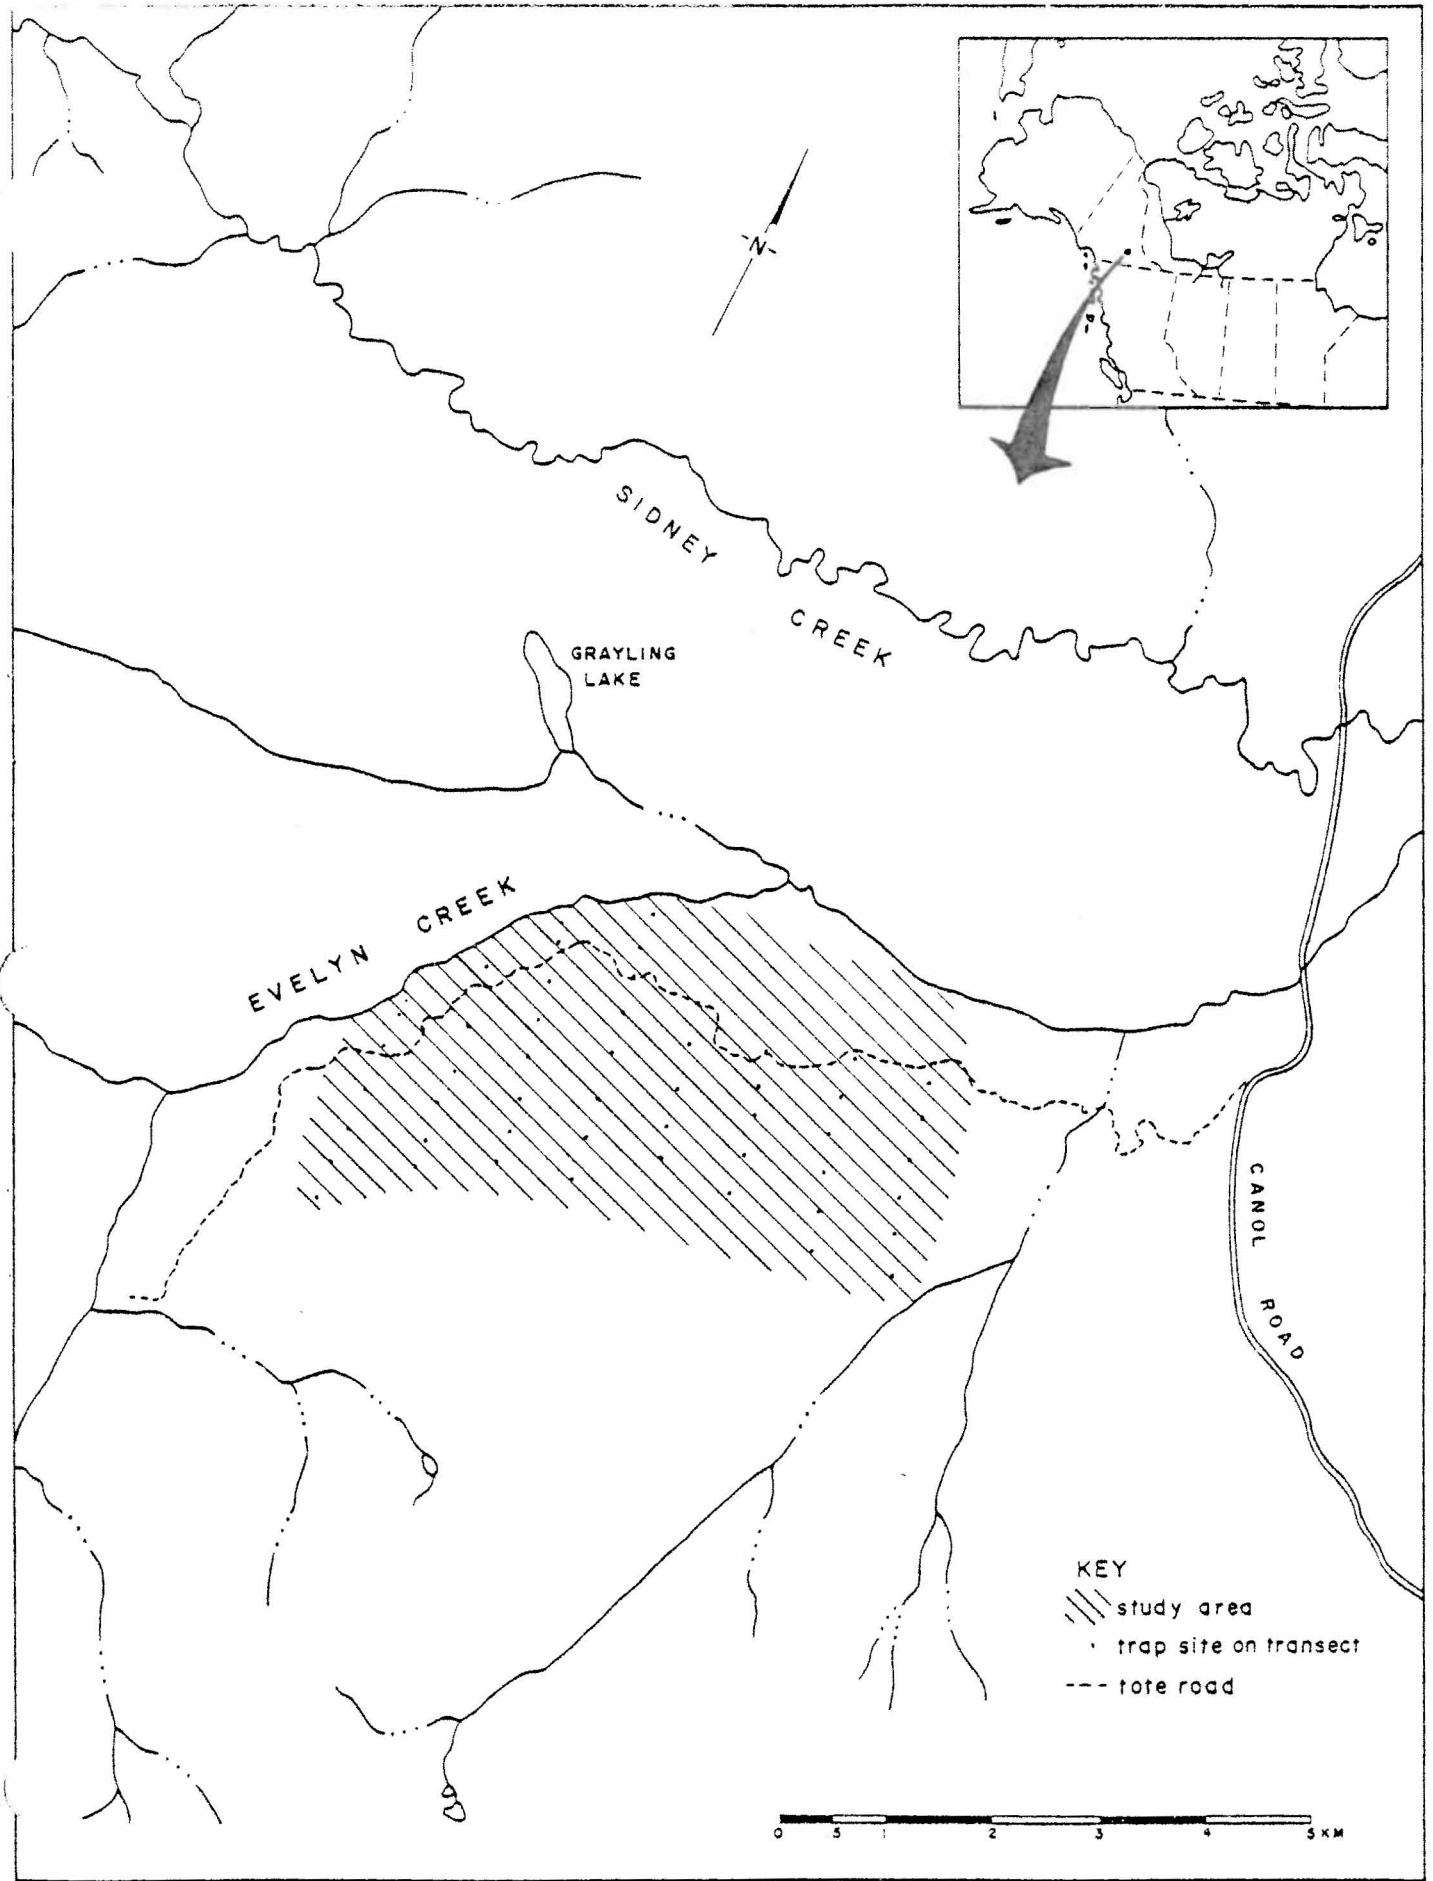 N
SIDNEY
CREEK
GRAYLING
LAKE
EVELYN CREEK
CANOL ROAD
KEY
study area
trap site on transect
tote road
0 .5 1 2 3 4 5 KM